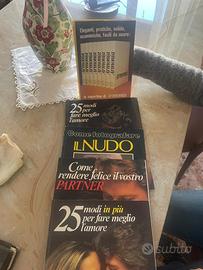 Eleganti, pratiche, solide,
economiche, facili da usare:
25 modi
per fare meglio
l'amore
Come fotografare
IL NUDO
Come
rendere felice il vostro
PARTNER
25 modi in più
per fare meglio
l'amore
subito